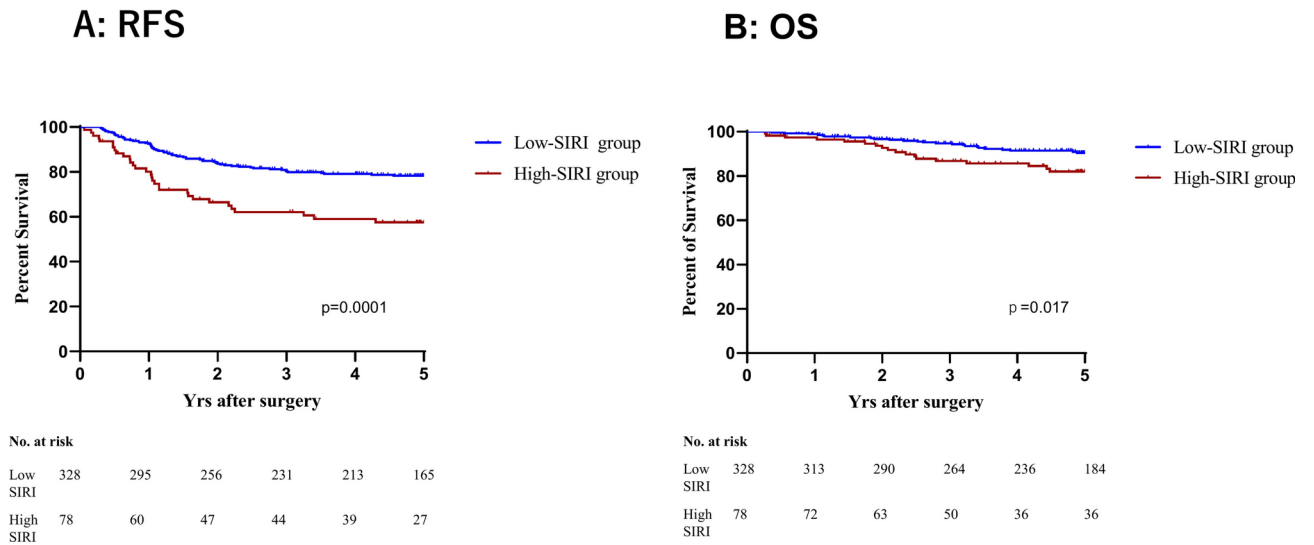 A: RFS
100
80
60
40
20
0
Percent Survival
0 1 2 3 4 5
Yrs after surgery
p=0.0001
Low-SIRI group
High-SIRI group
No. at risk
Low SIRI 328 295 256 231 213 165
High SIRI 78 60 47 44 39 27
B: OS
100
80
60
40
20
0
Percent of Survival
0 1 2 3 4 5
Yrs after surgery
p =0.017
Low-SIRI group
High-SIRI group
No. at risk
Low SIRI 328 313 290 264 236 184
High SIRI 78 72 63 50 36 36